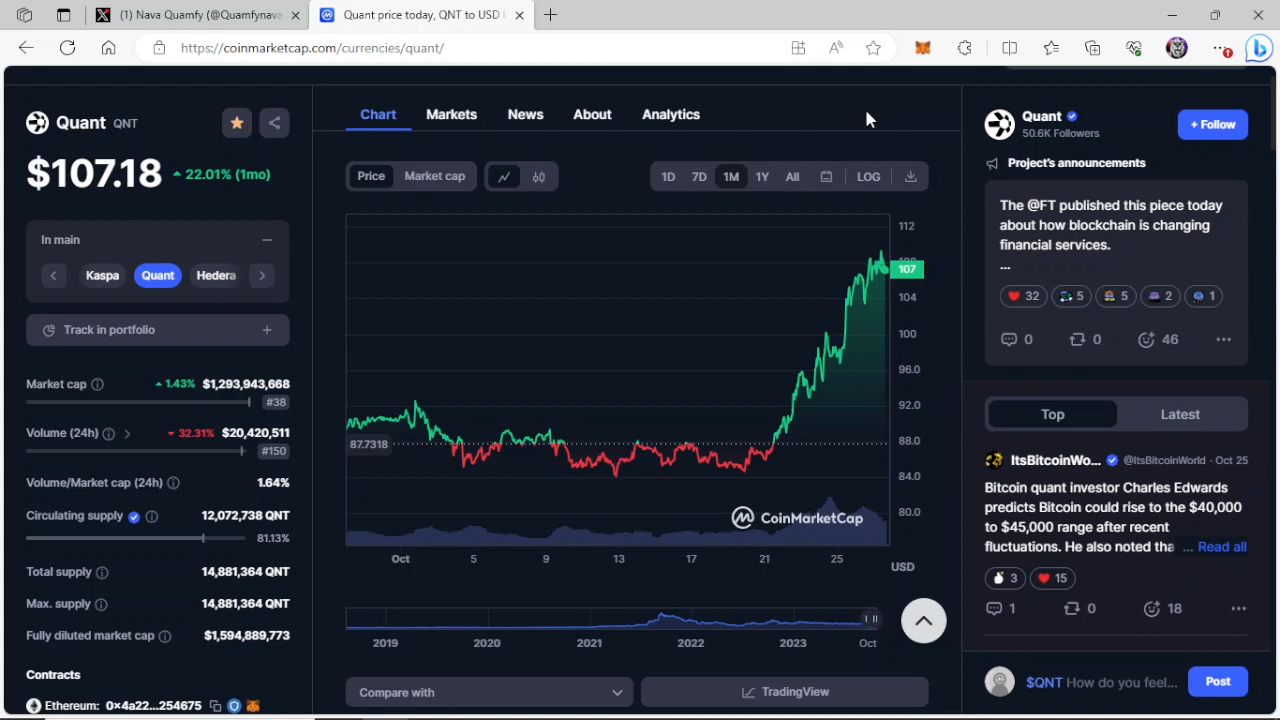 (1) Nava Quamfy (@Quamfynava
Quant price today, QNT to USD
https://coinmarketcap.com/currencies/quant/
Quant QNT
$107.18 22.01% (1mo)
In main
Kaspa Quant Hedera
Track in portfolio
Market cap 1.43% $1,293,943,668
#38
Volume (24h) 32.31% $20,420,511
#150
Volume/Market cap (24h) 1.64%
Circulating supply 12,072,738 QNT
81.13%
Total supply 14,881,364 QNT
Max. supply 14,881,364 QNT
Fully diluted market cap $1,594,889,773
Contracts
Ethereum 0x4a22...254675
Chart Markets News About Analytics
Price Market cap
1D 7D 1M 1Y All LOG
112
107
104
100
96.0
92.0
88.0
84.0
80.0
87.7318
CoinMarketCap
Oct 5 9 13 17 21 25
USD
2019 2020 2021 2022 2023 Oct
Compare with
TradingView
Quant
50.6K Followers
+ Follow
Project's announcements
The @FT published this piece today
about how blockchain is changing
financial services.
...
32 5 5 2 1
0 0 46
Top Latest
ItsBitcoinWo... @ItsBitcoinWorld · Oct 25
Bitcoin quant investor Charles Edwards
predicts Bitcoin could rise to the $40,000
to $45,000 range after recent
fluctuations. He also noted tha ... Read all
3 15
1 0 18
$QNT How do you feel...
Post